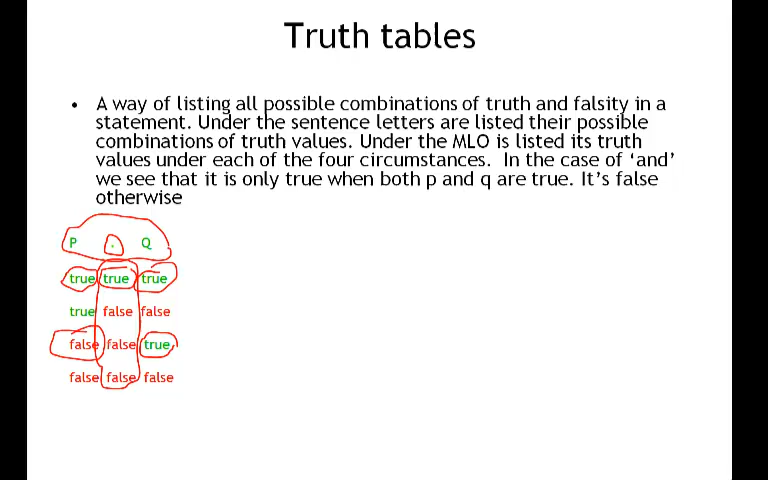 Truth tables
• A way of listing all possible combinations of truth and falsity in a
statement. Under the sentence letters are listed their possible
combinations of truth values. Under the MLO is listed its truth
values under each of the four circumstances. In the case of ‘and’
we see that it is only true when both p and q are true. It’s false
otherwise
P . Q
true true true
true false false
false false true
false false false